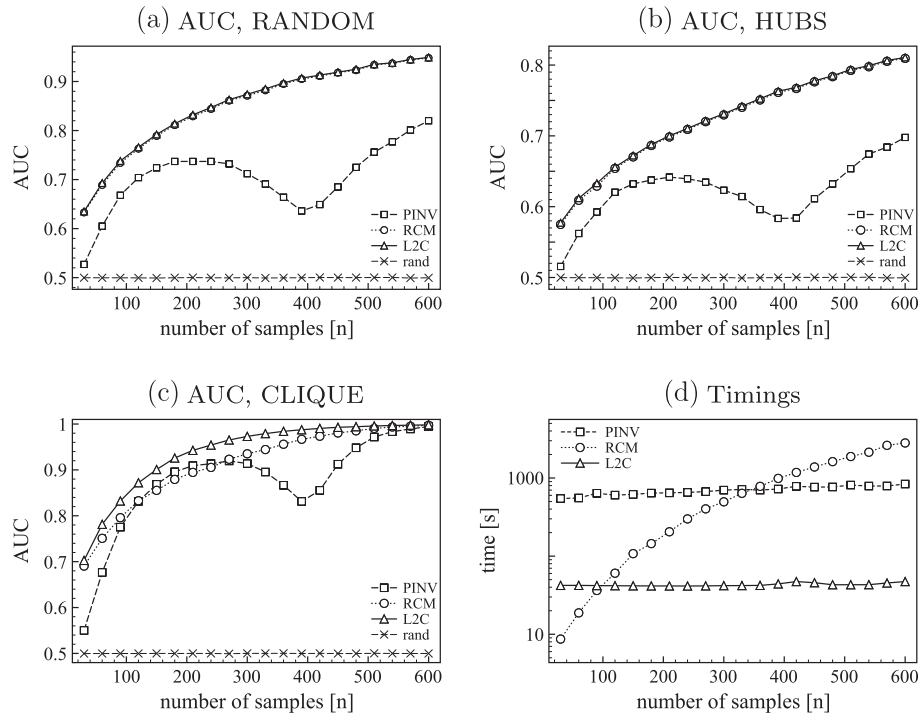 (a) AUC, RANDOM
AUC
0.9
0.8
0.7
0.6
0.5
100 200 300 400 500 600
number of samples [n]
PINV
RCM
L2C
rand
(b) AUC, HUBS
AUC
0.8
0.7
0.6
0.5
100 200 300 400 500 600
number of samples [n]
PINV
RCM
L2C
rand
(c) AUC, CLIQUE
AUC
1
0.9
0.8
0.7
0.6
0.5
100 200 300 400 500 600
number of samples [n]
PINV
RCM
L2C
rand
(d) Timings
time [s]
1000
10
100 200 300 400 500 600
number of samples [n]
PINV
RCM
L2C